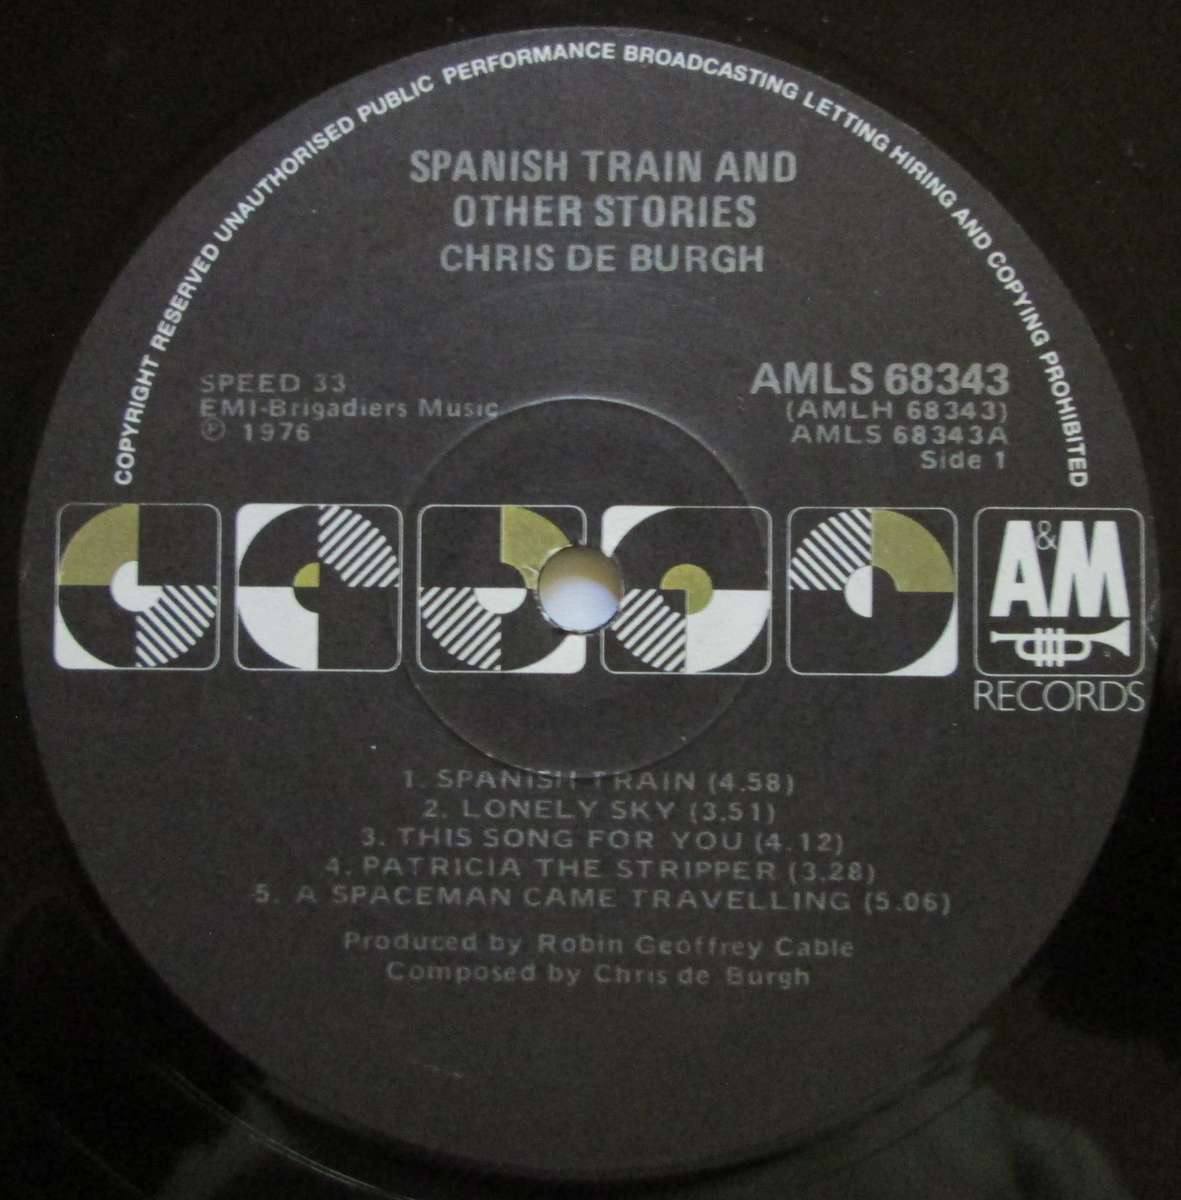 COPYRIGHT RESERVED UNAUTHORISED PUBLIC PERFORMANCE BROADCASTING LETTING HIRING AND COPYING PROHIBITED
SPANISH TRAIN AND
OTHER STORIES
CHRIS DE BURGH
SPEED 33
EMI-Brigadiers Music
℗ 1976
AMLS 68343
(AMLH 68343)
AMLS 68343A
Side 1
A&M
RECORDS
1. SPANISH TRAIN (4.58)
2. LONELY SKY (3.51)
3. THIS SONG FOR YOU (4.12)
4. PATRICIA THE STRIPPER (3.28)
5. A SPACEMAN CAME TRAVELLING (5.06)
Produced by Robin Geoffrey Cable
Composed by Chris de Burgh